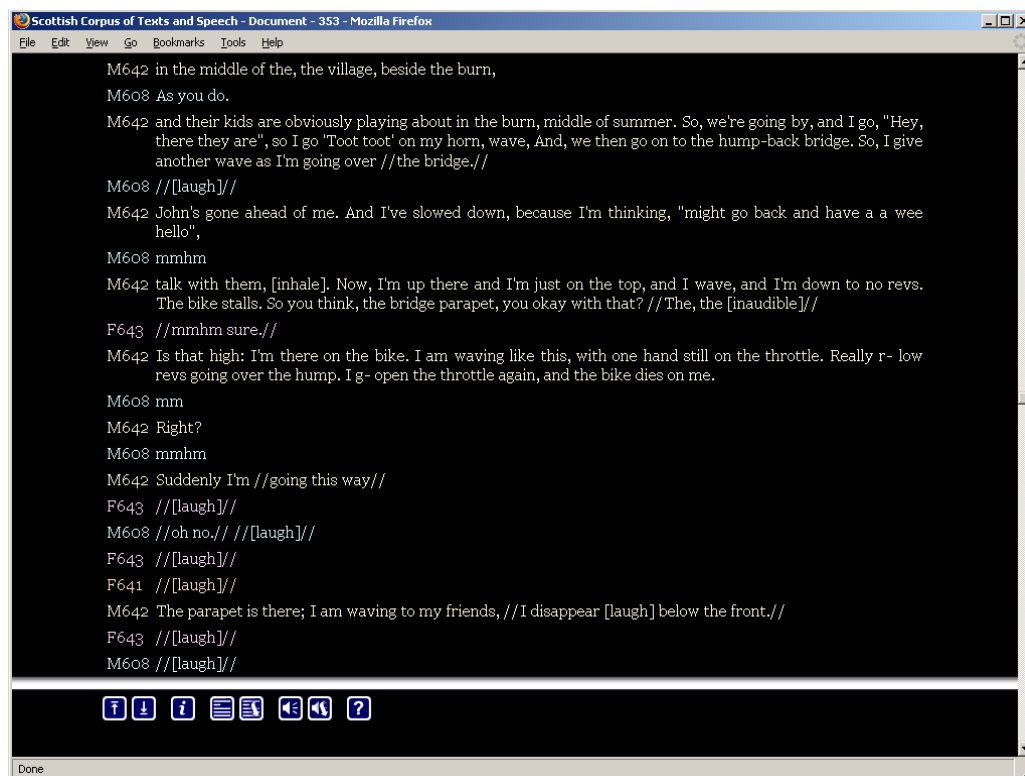 Scottish Corpus of Texts and Speech - Document - 353 - Mozilla Firefox
File Edit View Go Bookmarks Tools Help
M642 in the middle of the, the village, beside the burn,
M608 As you do.
M642 and their kids are obviously playing about in the burn, middle of summer. So, we're going by, and I go, "Hey,
there they are", so I go 'Toot toot' on my horn, wave, And, we then go on to the hump-back bridge. So, I give
another wave as I'm going over //the bridge.//
M608 //[laugh]//
M642 John's gone ahead of me. And I've slowed down, because I'm thinking, "might go back and have a a wee
hello",
M608 mmhm
M642 talk with them, [inhale]. Now, I'm up there and I'm just on the top, and I wave, and I'm down to no revs.
The bike stalls. So you think, the bridge parapet, you okay with that? //The, the [inaudible]//
F643 //mmhm sure.//
M642 Is that high: I'm there on the bike. I am waving like this, with one hand still on the throttle. Really r- low
revs going over the hump. I g- open the throttle again, and the bike dies on me.
M608 mm
M642 Right?
M608 mmhm
M642 Suddenly I'm //going this way//
F643 //[laugh]//
M608 //oh no.// //[laugh]//
F643 //[laugh]//
F641 //[laugh]//
M642 The parapet is there; I am waving to my friends, //I disappear [laugh] below the front.//
F643 //[laugh]//
M608 //[laugh]//
i ?
Done